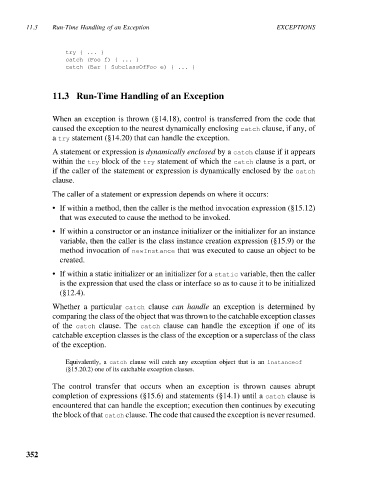 11.3 Run-Time Handling of an Exception EXCEPTIONS
try { ... }
catch (Foo f) { ... }
catch (Bar | SubclassOfFoo e) { ... }
11.3 Run-Time Handling of an Exception
When an exception is thrown (§14.18), control is transferred from the code that
caused the exception to the nearest dynamically enclosing catch clause, if any, of
a try statement (§14.20) that can handle the exception.
A statement or expression is dynamically enclosed by a catch clause if it appears
within the try block of the try statement of which the catch clause is a part, or
if the caller of the statement or expression is dynamically enclosed by the catch
clause.
The caller of a statement or expression depends on where it occurs:
• If within a method, then the caller is the method invocation expression (§15.12)
that was executed to cause the method to be invoked.
• If within a constructor or an instance initializer or the initializer for an instance
variable, then the caller is the class instance creation expression (§15.9) or the
method invocation of newInstance that was executed to cause an object to be
created.
• If within a static initializer or an initializer for a static variable, then the caller
is the expression that used the class or interface so as to cause it to be initialized
(§12.4).
Whether a particular catch clause can handle an exception is determined by
comparing the class of the object that was thrown to the catchable exception classes
of the catch clause. The catch clause can handle the exception if one of its
catchable exception classes is the class of the exception or a superclass of the class
of the exception.
Equivalently, a catch clause will catch any exception object that is an instanceof
(§15.20.2) one of its catchable exception classes.
The control transfer that occurs when an exception is thrown causes abrupt
completion of expressions (§15.6) and statements (§14.1) until a catch clause is
encountered that can handle the exception; execution then continues by executing
the block of that catch clause. The code that caused the exception is never resumed.
352